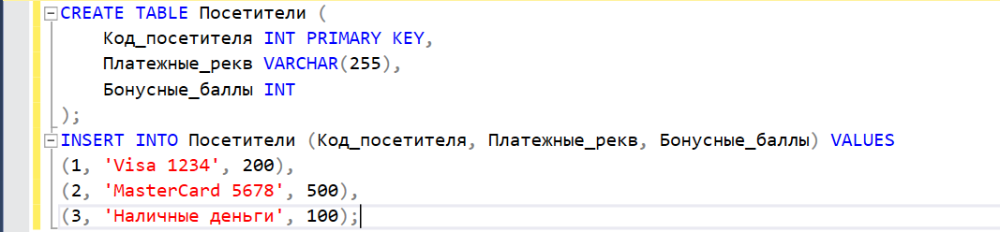 CREATE TABLE Посетители (
Код_посетителя INT PRIMARY KEY,
Платежные_рекв VARCHAR(255),
Бонусные_баллы INT
);
INSERT INTO Посетители (Код_посетителя, Платежные_рекв, Бонусные_баллы) VALUES
(1, 'Visa 1234', 200),
(2, 'MasterCard 5678', 500),
(3, 'Наличные деньги', 100);